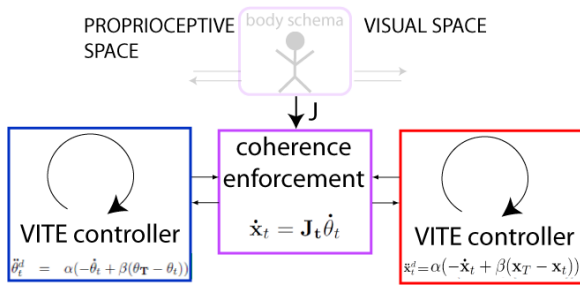 PROPRIOCEPTIVE
SPACE
body schema
VISUAL SPACE
J
coherence
enforcement
ẋ_t = J_t θ̇_t
VITE controller
θ̈_t^d = α(−θ̇_t + β(θ_T − θ_t))
VITE controller
ẍ_t^d = α(−ẋ_t + β(x_T − x_t))